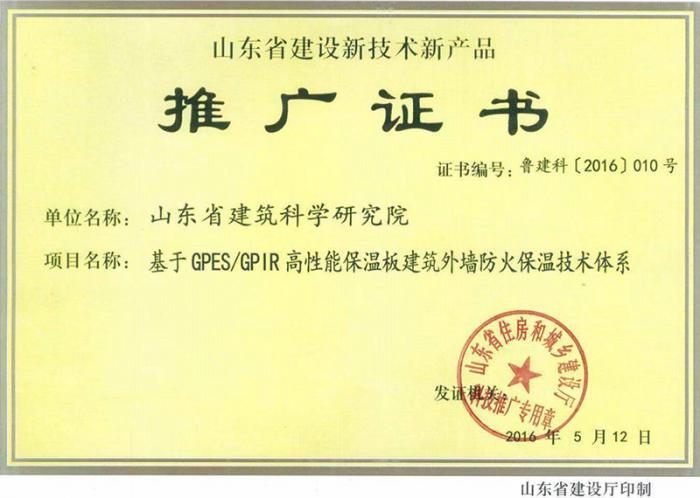 山东省建设新技术新产品
推广证书
证书编号：鲁建科〔2016〕010号
单位名称：山东省建筑科学研究院
项目名称：基于GPES/GPIR高性能保温板建筑外墙防火保温技术体系
山东省住房和城乡建设厅
科技推广专用章
发证机关
2016年5月12日
山东省建设厅印制